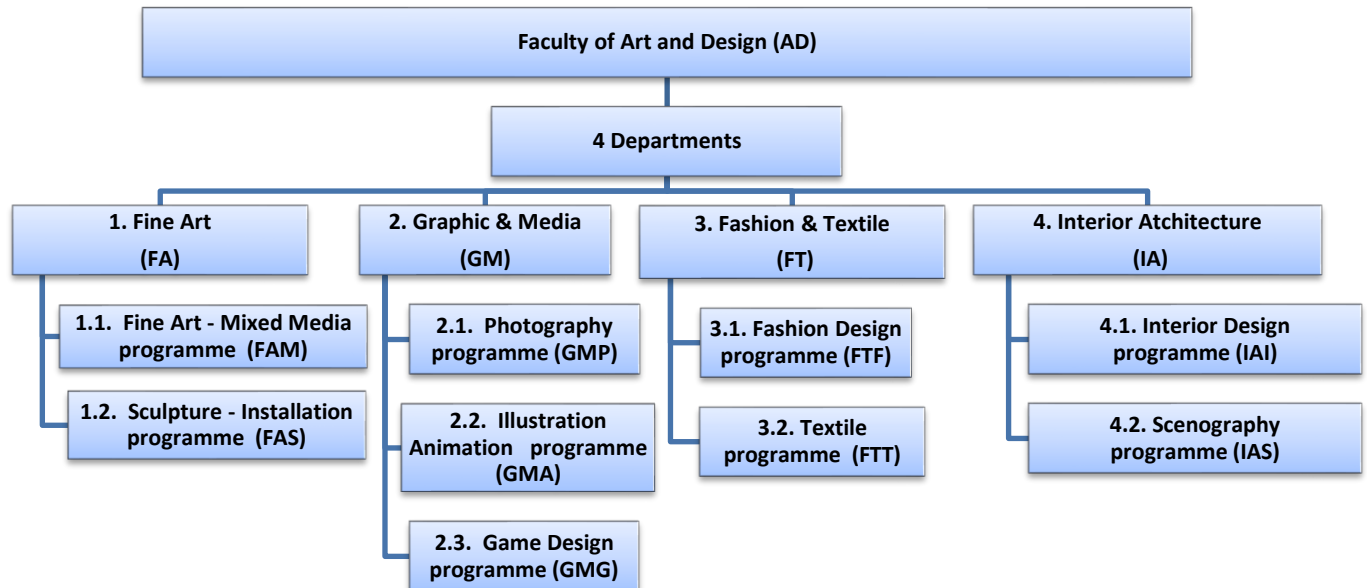 Faculty of Art and Design (AD)
4 Departments
1. Fine Art
(FA)
1.1. Fine Art - Mixed Media
programme (FAM)
1.2. Sculpture - Installation
programme (FAS)
2. Graphic & Media
(GM)
2.1. Photography
programme (GMP)
2.2. Illustration
Animation programme
(GMA)
2.3. Game Design
programme (GMG)
3. Fashion & Textile
(FT)
3.1. Fashion Design
programme (FTF)
3.2. Textile
programme (FTT)
4. Interior Atchitecture
(IA)
4.1. Interior Design
programme (IAI)
4.2. Scenography
programme (IAS)